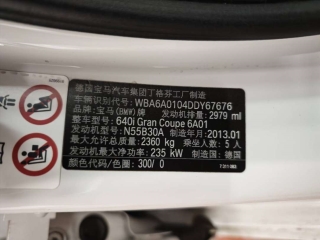 德国宝马汽车集团丁格芬工厂制造
车辆识别代号: WBA6A0104DDY67676
品牌: 宝马(BMW)牌 发动机排量: 2979 ml
整车型号: 640i Gran Coupe 6A01
发动机型号: N55B30A 制造年月: 2013.01
最大允许总质量: 2360 kg 乘坐人数: 5 人
发动机最大净功率: 235 kW 制造国: 德国
颜色代码/色圈: 300/ 0